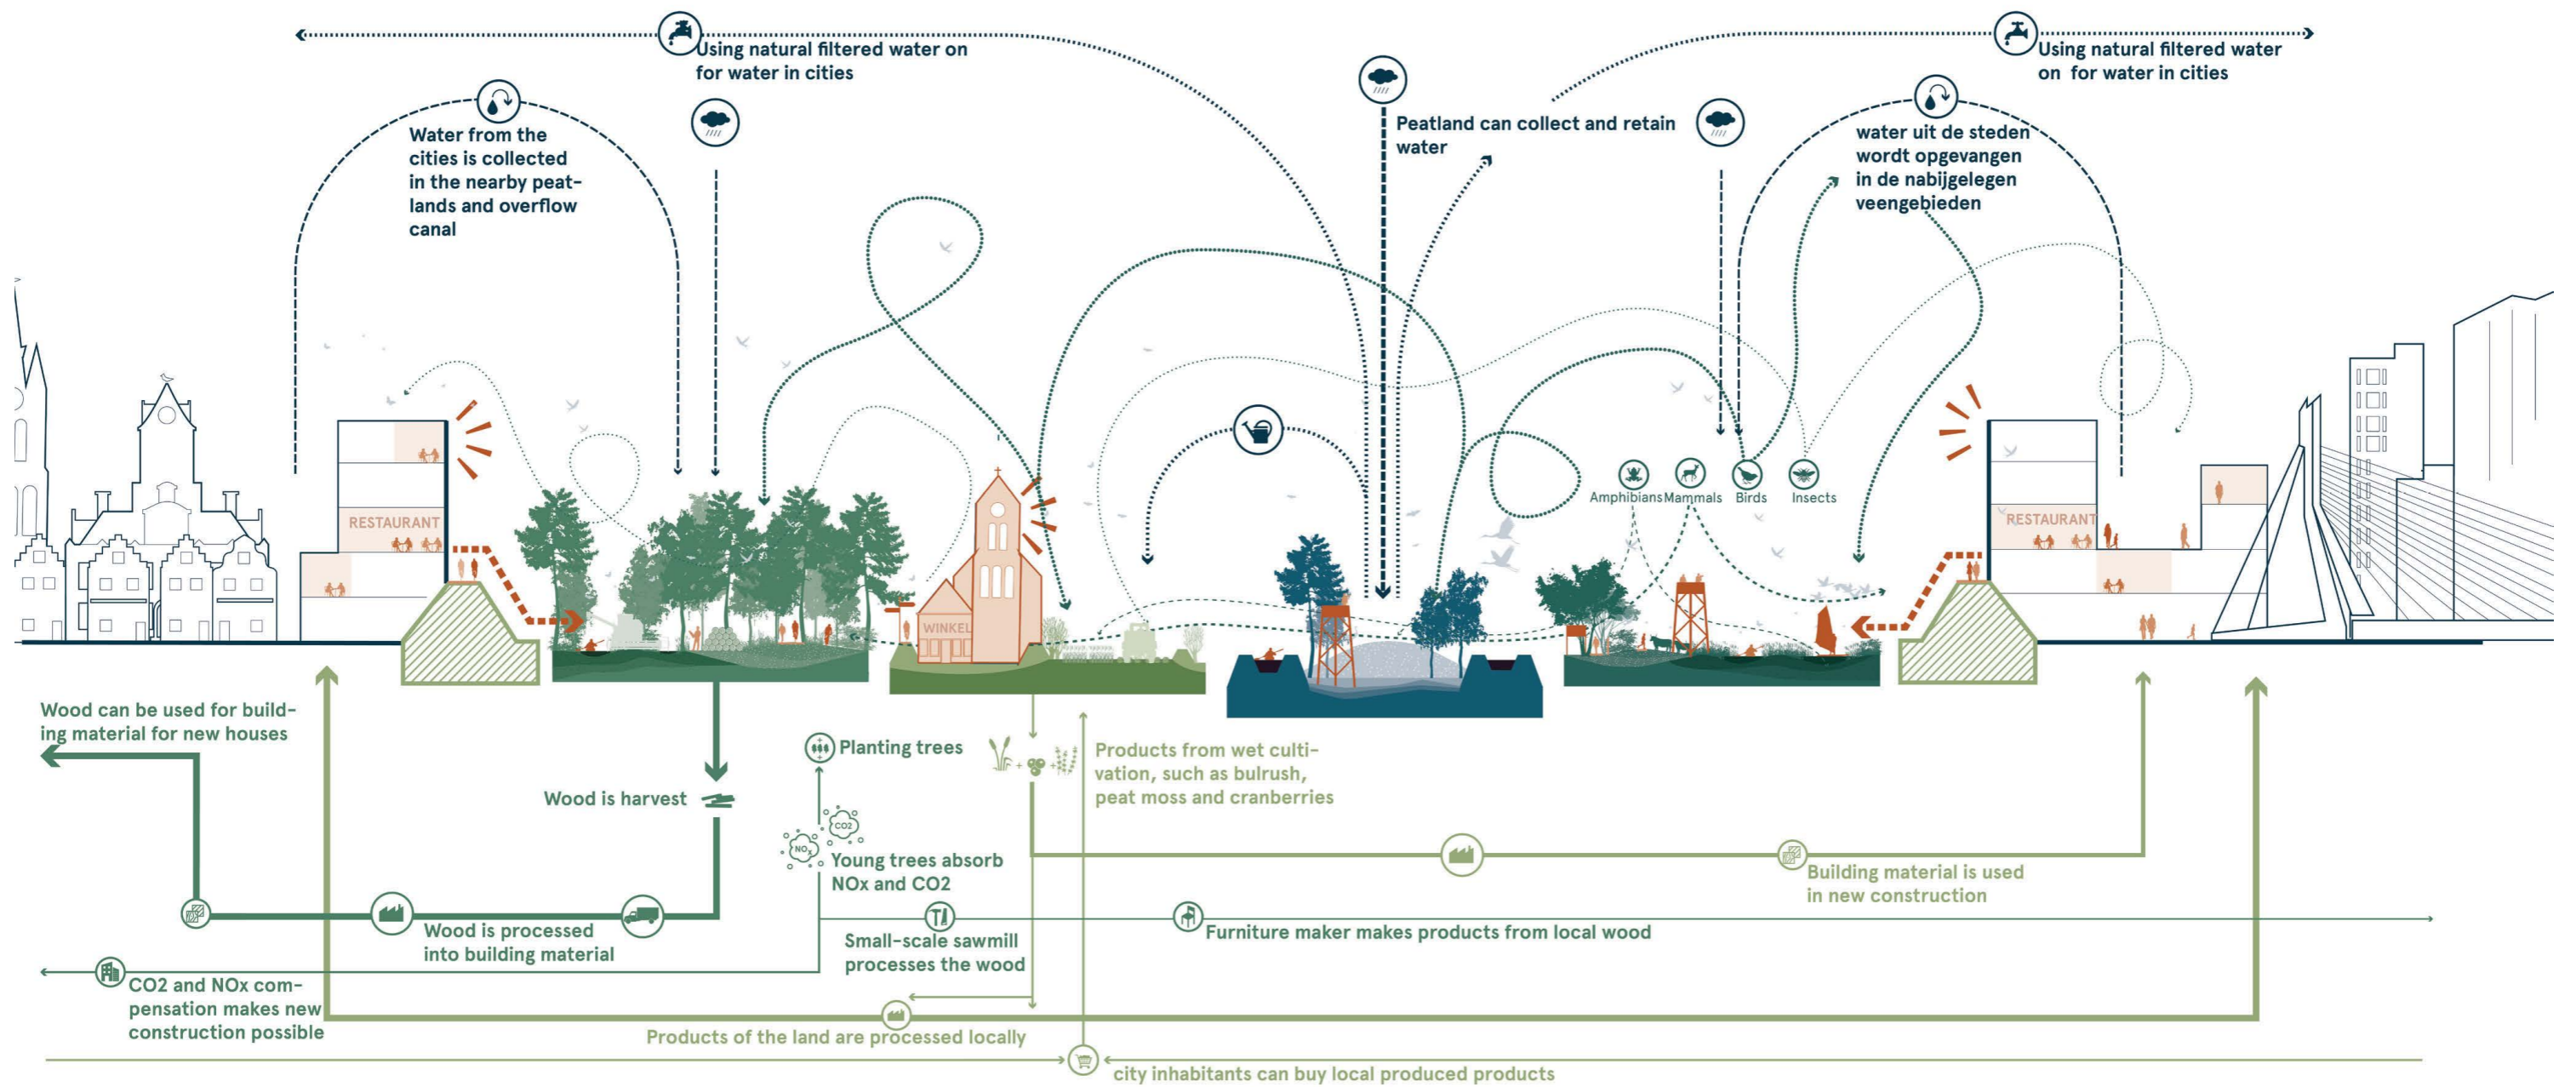 Using natural filtered water on
for water in cities
Using natural filtered water
on for water in cities
Water from the
cities is collected
in the nearby peat-
lands and overflow
canal
Peatland can collect and retain
water
water uit de steden
wordt opgevangen
in de nabijgelegen
veengebieden
Amphibians Mammals Birds Insects
RESTAURANT
RESTAURANT
WINKEL
Wood can be used for build-
ing material for new houses
Wood is harvest
Planting trees
Products from wet culti-
vation, such as bulrush,
peat moss and cranberries
CO2
NOx
Young trees absorb
NOx and CO2
Building material is used
in new construction
Wood is processed
into building material
Small-scale sawmill
processes the wood
Furniture maker makes products from local wood
CO2 and NOx com-
pensation makes new
construction possible
Products of the land are processed locally
city inhabitants can buy local produced products